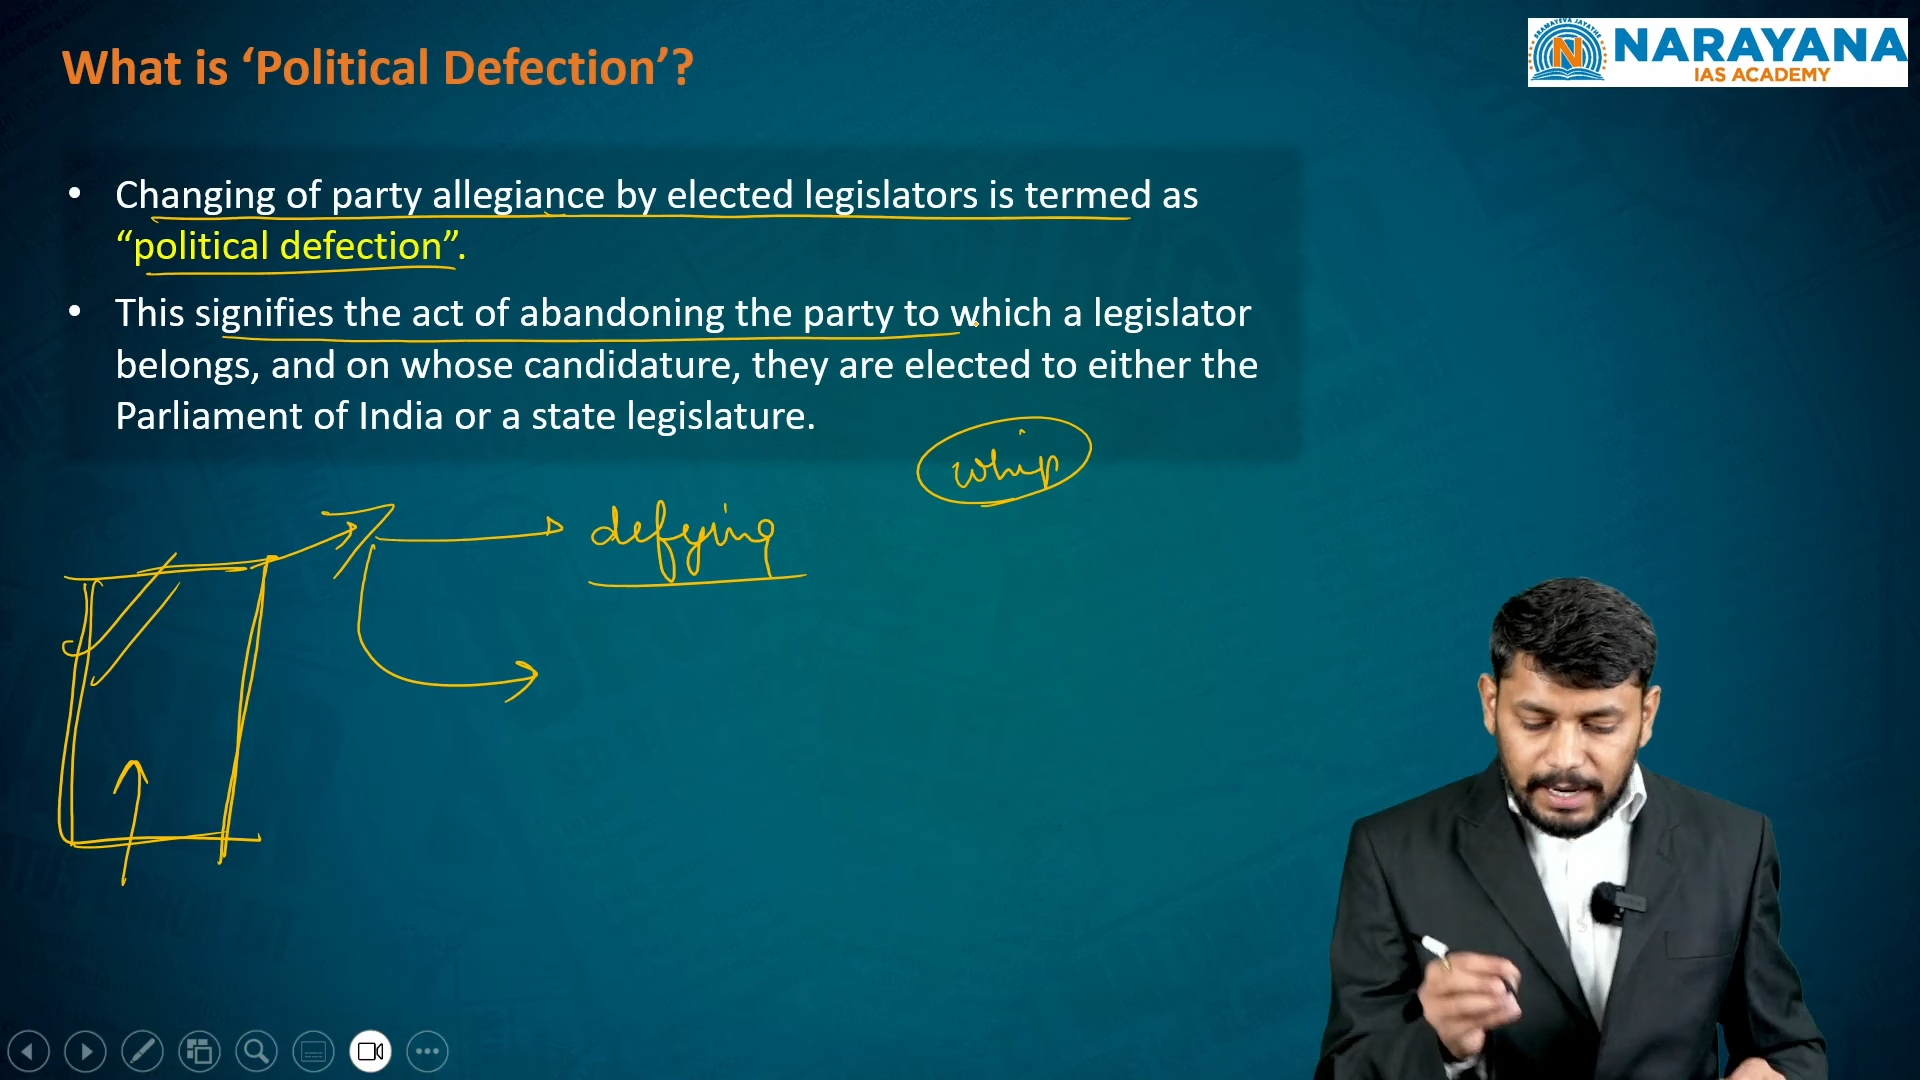 What is ‘Political Defection’?
NARAYANA
IAS ACADEMY
• Changing of party allegiance by elected legislators is termed as
“political defection”.
• This signifies the act of abandoning the party to which a legislator
belongs, and on whose candidature, they are elected to either the
Parliament of India or a state legislature.
whip
defying